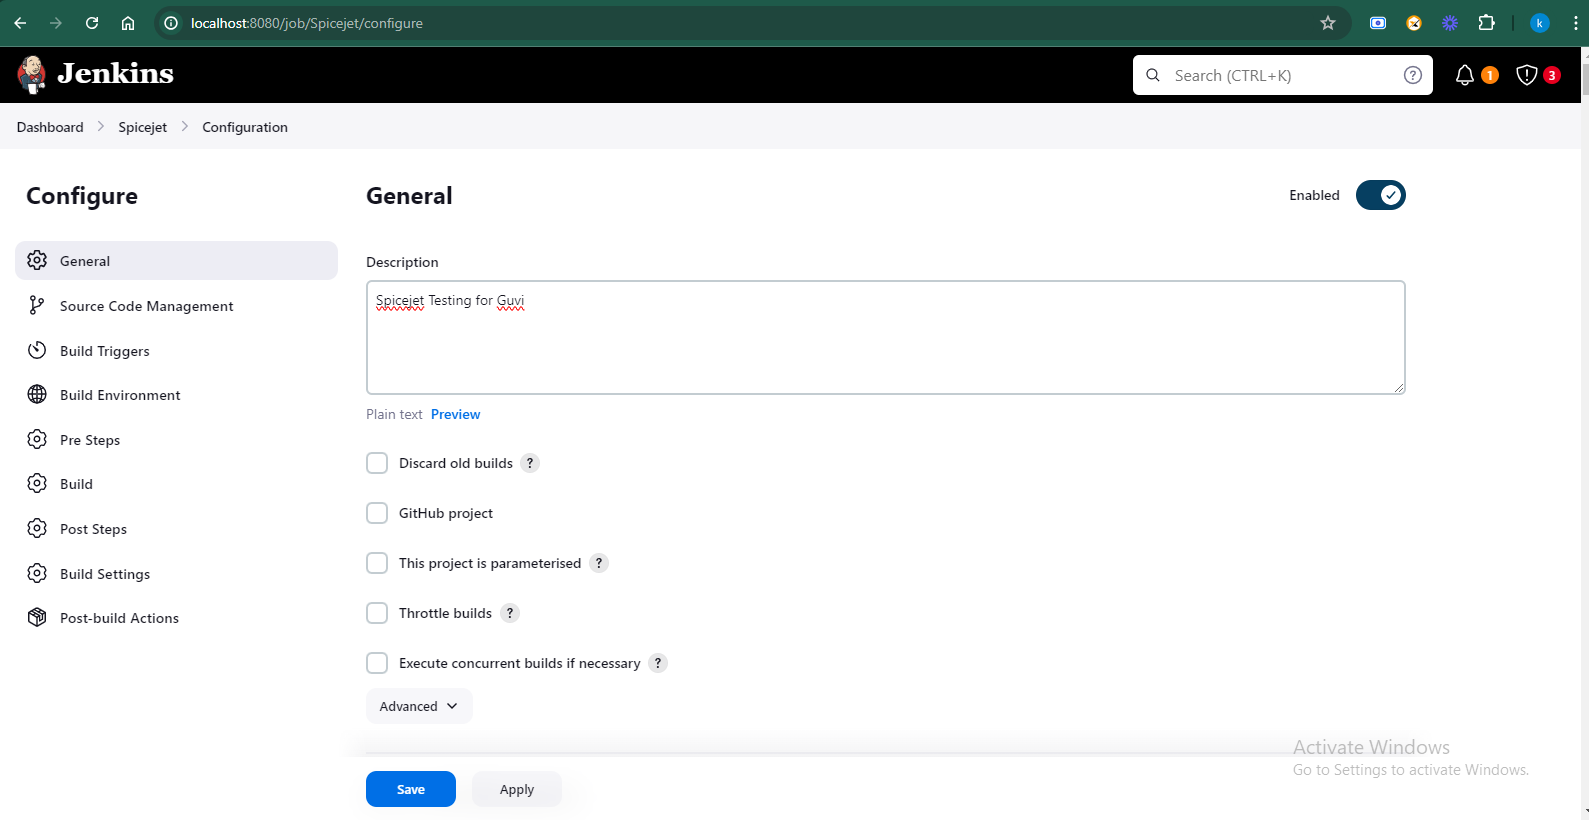 localhost:8080/job/Spicejet/configure
k
Jenkins
Search (CTRL+K)
?
1
3
Dashboard
Spicejet
Configuration
Configure
General
Source Code Management
Build Triggers
Build Environment
Pre Steps
Build
Post Steps
Build Settings
Post-build Actions
General
Enabled
Description
Spicejet Testing for Guvi
Plain text Preview
Discard old builds ?
GitHub project
This project is parameterised ?
Throttle builds ?
Execute concurrent builds if necessary ?
Advanced
Save
Apply
Activate Windows
Go to Settings to activate Windows.